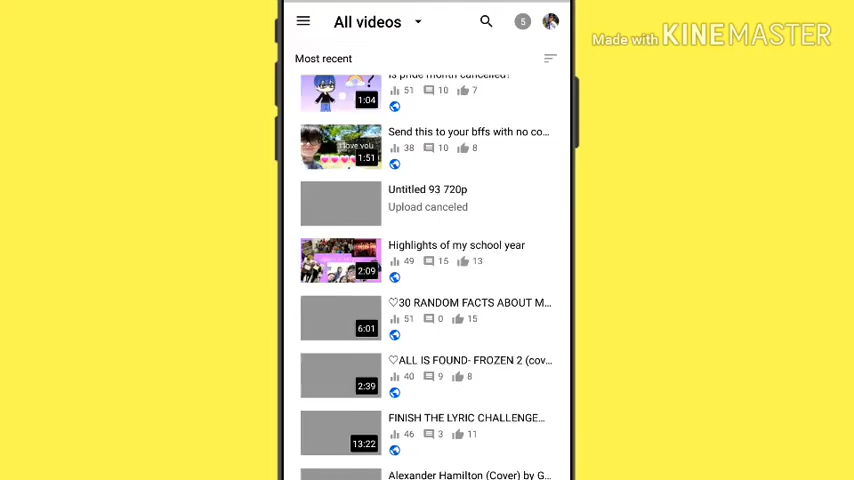 All videos
5
Made with KINEMASTER
Most recent
Is pride month cancelled?
1:04
51 10 7
Send this to your bffs with no co...
I love you
1:51
38 10 8
Untitled 93 720p
Upload canceled
Highlights of my school year
2:09
49 15 13
♡30 RANDOM FACTS ABOUT M...
6:01
51 0 15
♡ALL IS FOUND- FROZEN 2 (cov...
2:39
40 9 8
FINISH THE LYRIC CHALLENGE...
13:22
46 3 11
Alexander Hamilton (Cover) by G...